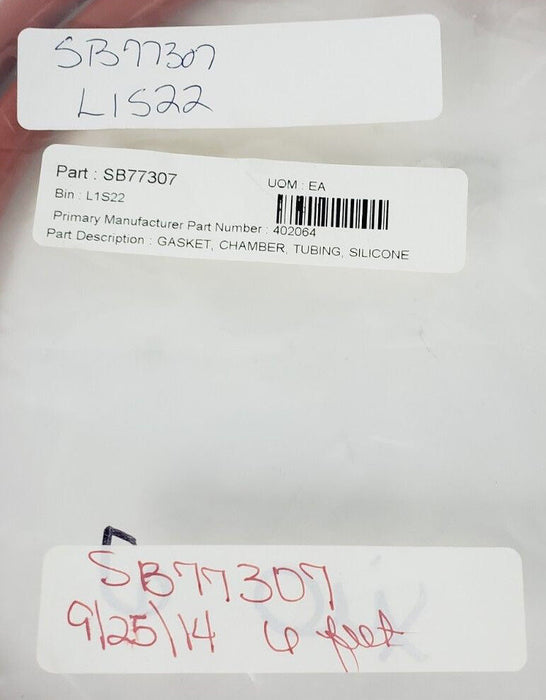 SB77307
L1S22
Part : SB77307
UOM : EA
Bin : L1S22
Primary Manufacturer Part Number : 402064
Part Description : GASKET, CHAMBER, TUBING, SILICONE
SB77307
9/25/14 6 feet